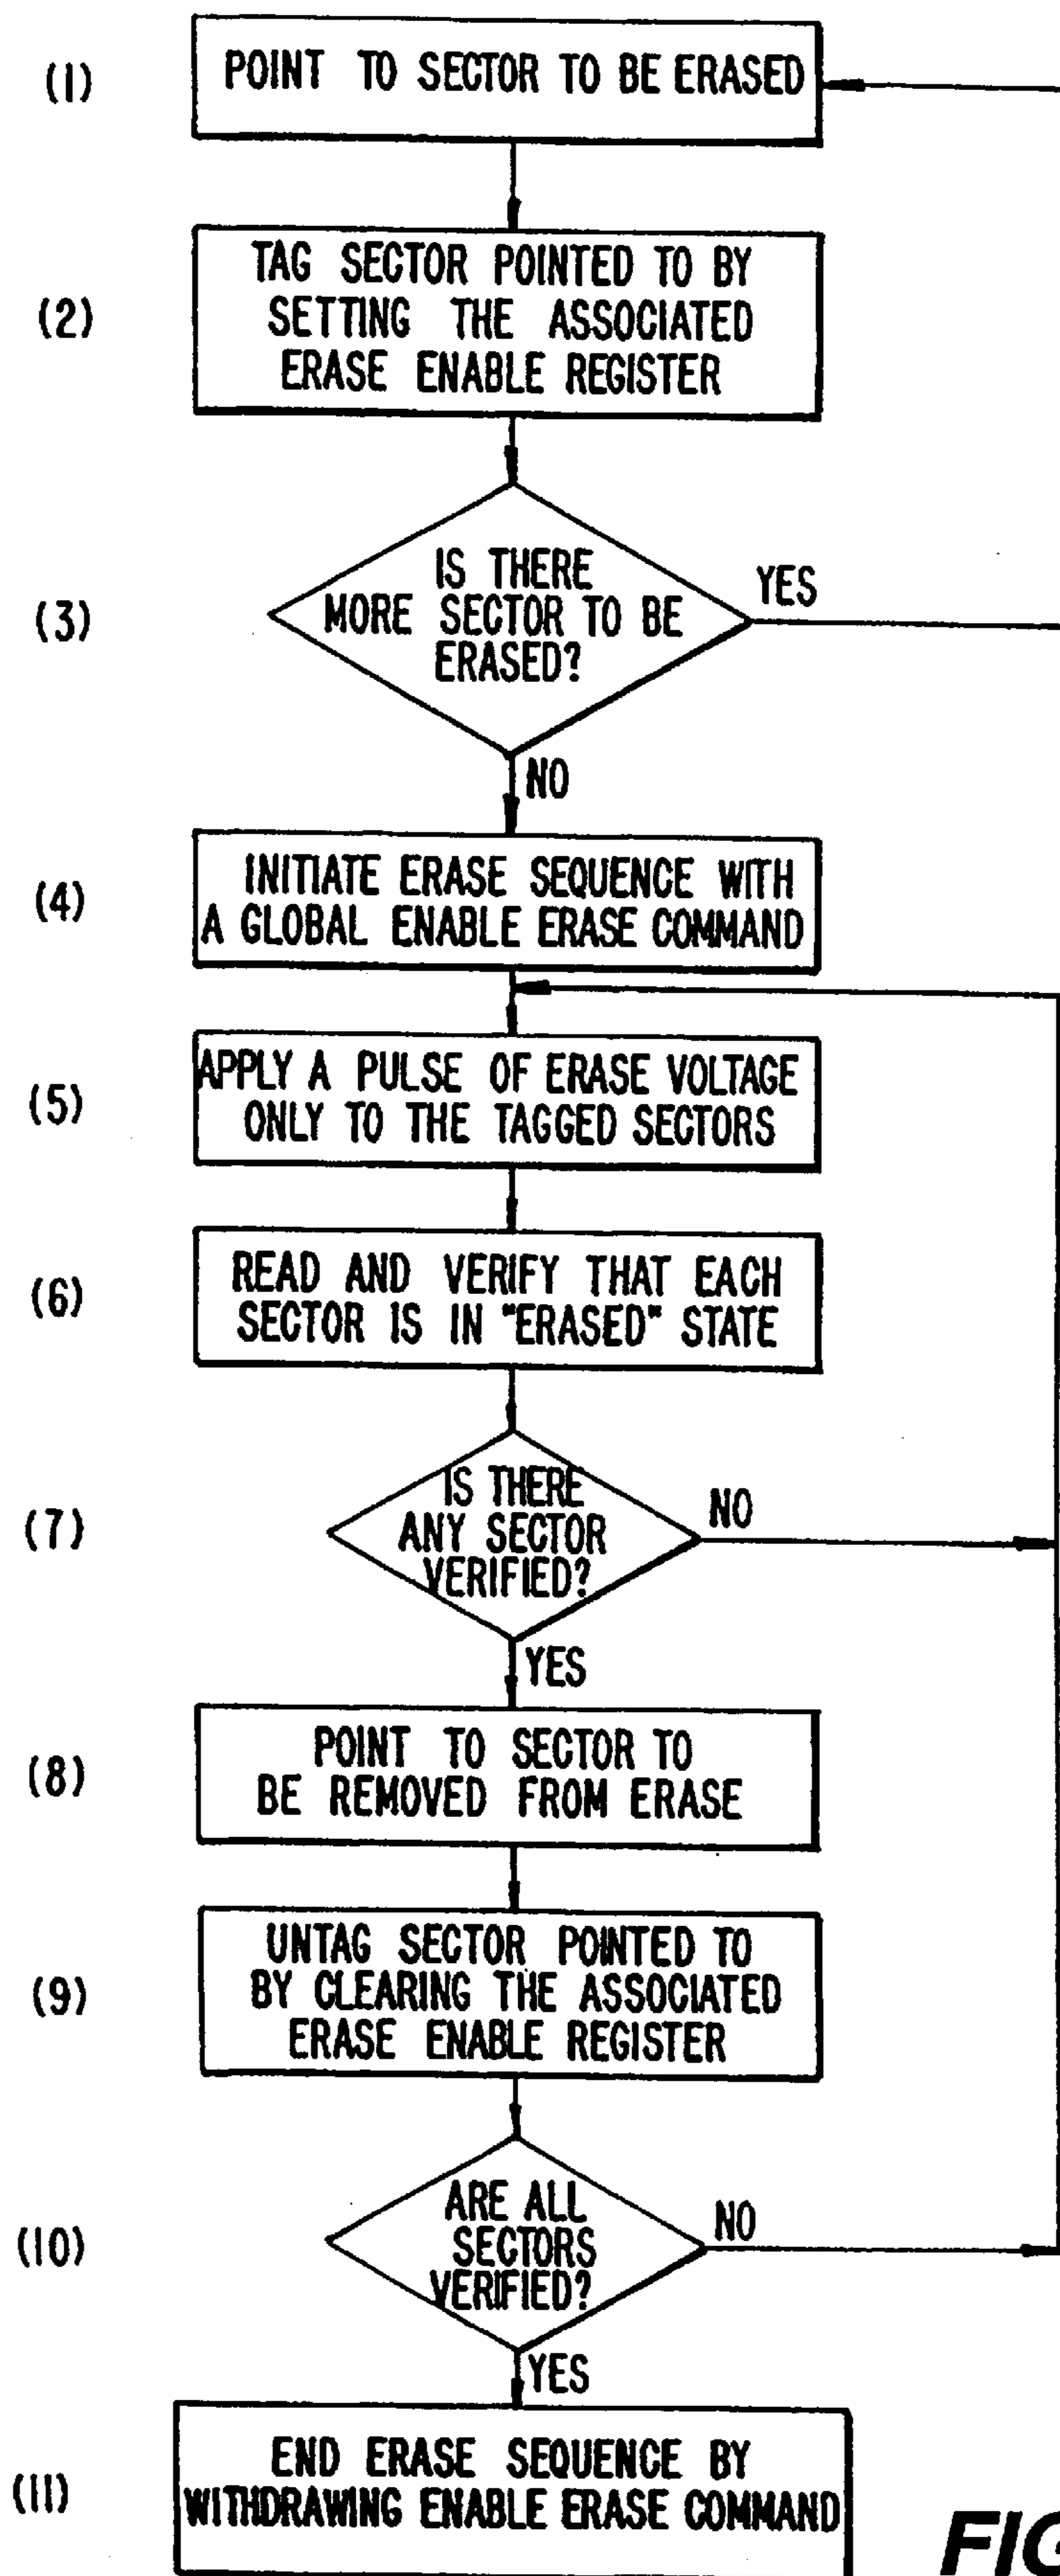 (1)
POINT TO SECTOR TO BE ERASED
(2)
TAG SECTOR POINTED TO BY
SETTING THE ASSOCIATED
ERASE ENABLE REGISTER
(3)
IS THERE
MORE SECTOR TO BE
ERASED?
YES
NO
(4)
INITIATE ERASE SEQUENCE WITH
A GLOBAL ENABLE ERASE COMMAND
(5)
APPLY A PULSE OF ERASE VOLTAGE
ONLY TO THE TAGGED SECTORS
(6)
READ AND VERIFY THAT EACH
SECTOR IS IN "ERASED" STATE
(7)
IS THERE
ANY SECTOR
VERIFIED?
NO
YES
(8)
POINT TO SECTOR TO
BE REMOVED FROM ERASE
(9)
UNTAG SECTOR POINTED TO
BY CLEARING THE ASSOCIATED
ERASE ENABLE REGISTER
(10)
ARE ALL
SECTORS
VERIFIED?
NO
YES
(11)
END ERASE SEQUENCE BY
WITHDRAWING ENABLE ERASE COMMAND
FIG